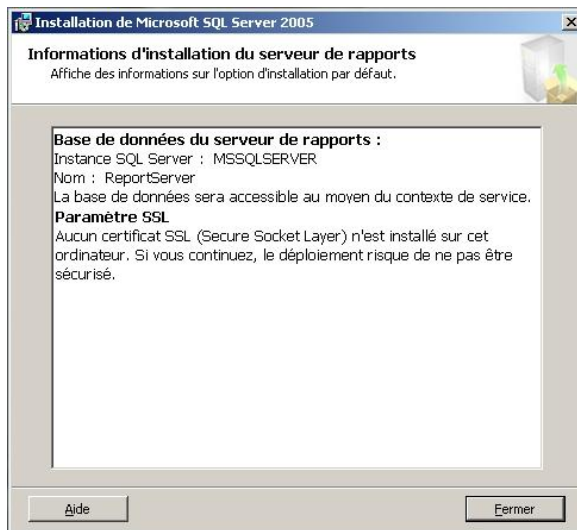 Installation de Microsoft SQL Server 2005
Informations d'installation du serveur de rapports
Affiche des informations sur l'option d'installation par défaut.
Base de données du serveur de rapports :
Instance SQL Server : MSSQLSERVER
Nom : ReportServer
La base de données sera accessible au moyen du contexte de service.
Paramètre SSL
Aucun certificat SSL (Secure Socket Layer) n'est installé sur cet
ordinateur. Si vous continuez, le déploiement risque de ne pas être
sécurisé.
Aide
Fermer